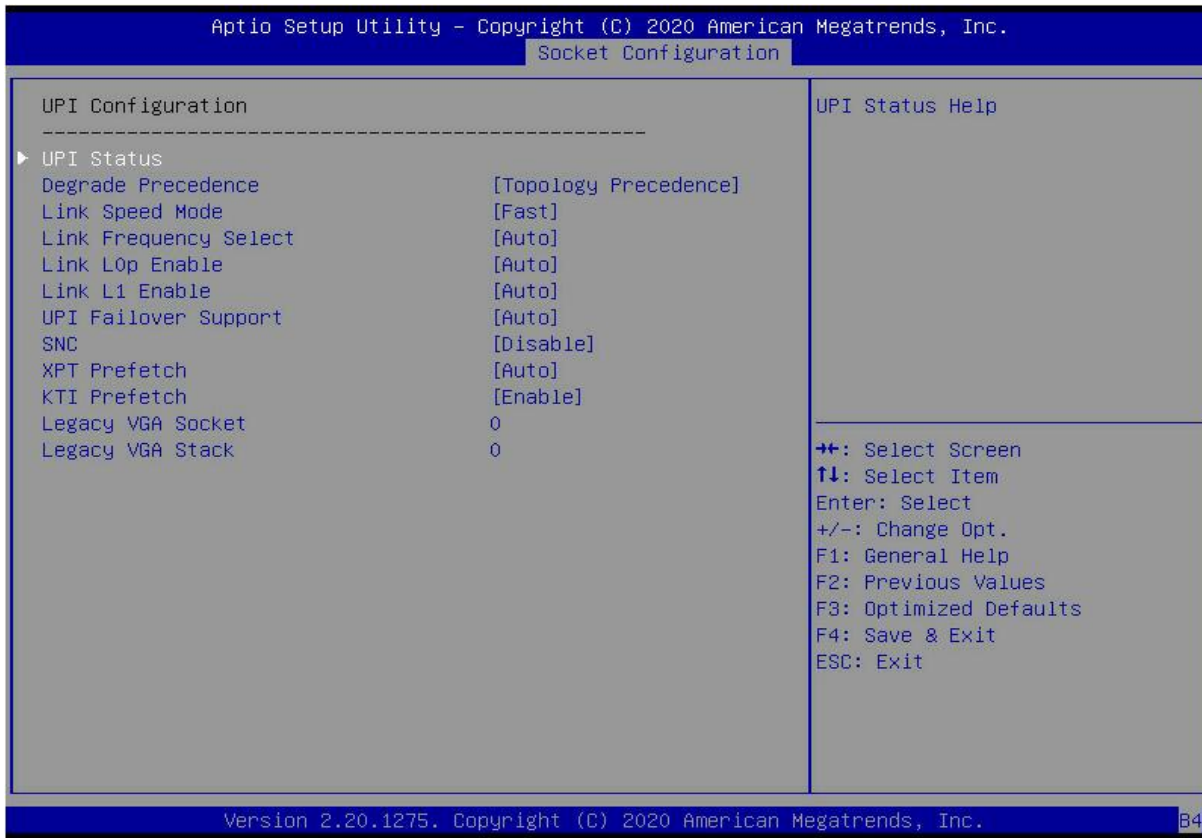 Aptio Setup Utility – Copyright (C) 2020 American Megatrends, Inc.
Socket Configuration
UPI Configuration
UPI Status
Degrade Precedence [Topology Precedence]
Link Speed Mode [Fast]
Link Frequency Select [Auto]
Link L0p Enable [Auto]
Link L1 Enable [Auto]
UPI Failover Support [Auto]
SNC [Disable]
XPT Prefetch [Auto]
KTI Prefetch [Enable]
Legacy VGA Socket 0
Legacy VGA Stack 0
UPI Status Help
→←: Select Screen
↑↓: Select Item
Enter: Select
+/-: Change Opt.
F1: General Help
F2: Previous Values
F3: Optimized Defaults
F4: Save & Exit
ESC: Exit
Version 2.20.1275. Copyright (C) 2020 American Megatrends, Inc.
B4